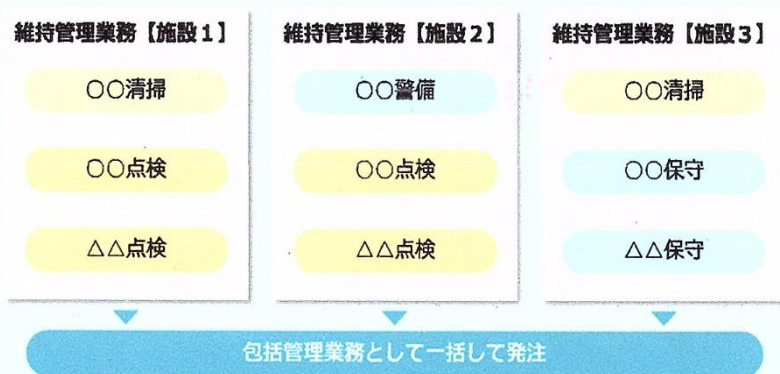 維持管理業務【施設1】
○○清掃
○○点検
△△点検
維持管理業務【施設2】
○○警備
○○点検
△△点検
維持管理業務【施設3】
○○清掃
○○保守
△△保守
包括管理業務として一括して発注